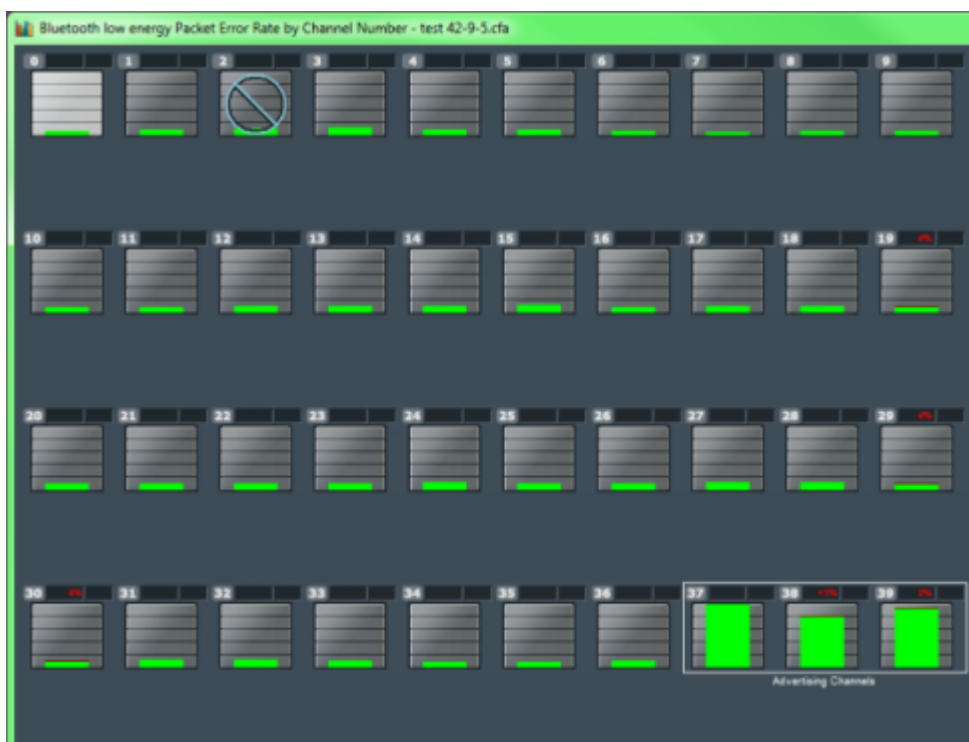 Bluetooth low energy Packet Error Rate by Channel Number - test 42-9-5.cfa
0 1 2 3 4 5 6 7 8 9
10 11 12 13 14 15 16 17 18 19
20 21 22 23 24 25 26 27 28 29
30 31 32 33 34 35 36 37 38 39
Advertising Channels